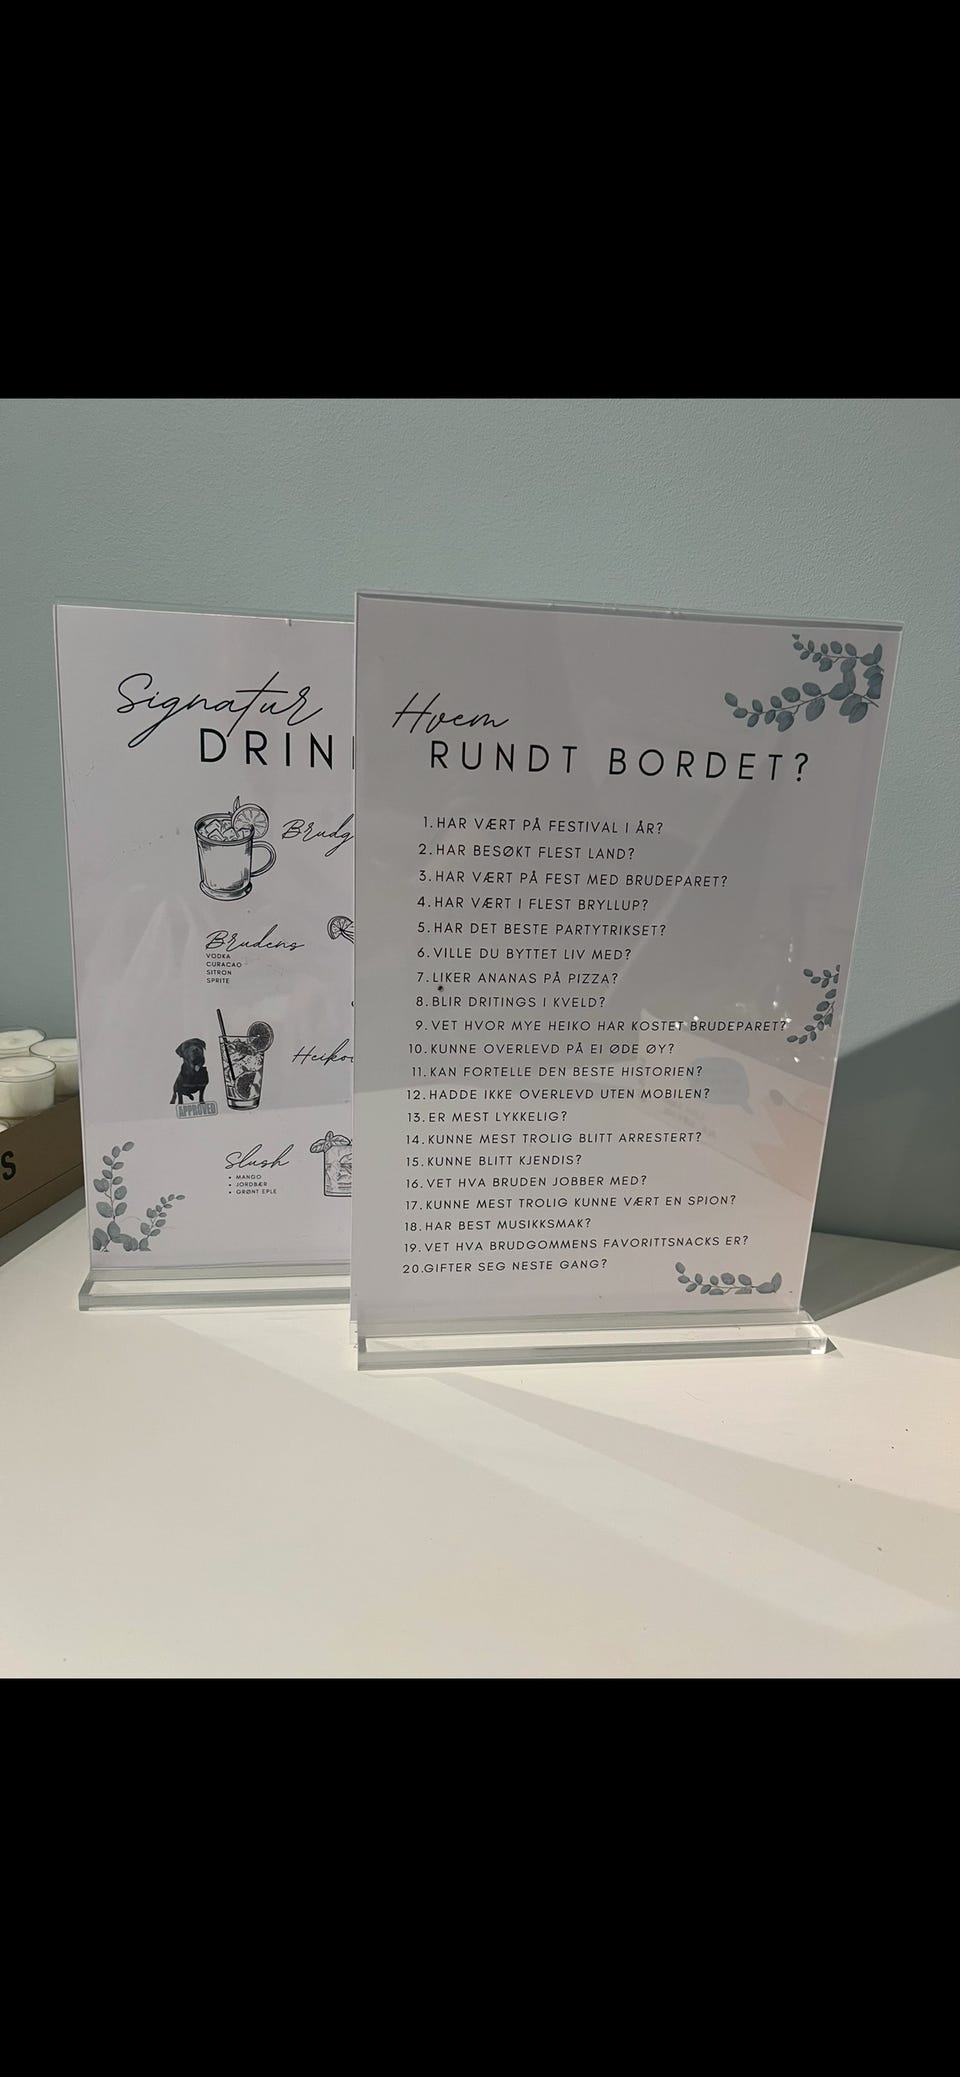 Signatur
DRIN
Brudg
Brudens
VODKA
CURACAO
SITRON
SPRITE
Heiko
APPROVED
Slush
• MANGO
• JORDBÆR
• GRØNT EPLE
S
Hvem
RUNDT BORDET?
1. HAR VÆRT PÅ FESTIVAL I ÅR?
2. HAR BESØKT FLEST LAND?
3. HAR VÆRT PÅ FEST MED BRUDEPARET?
4. HAR VÆRT I FLEST BRYLLUP?
5. HAR DET BESTE PARTYTRIKSET?
6. VILLE DU BYTTET LIV MED?
7. LIKER ANANAS PÅ PIZZA?
8. BLIR DRITINGS I KVELD?
9. VET HVOR MYE HEIKO HAR KOSTET BRUDEPARET?
10. KUNNE OVERLEVD PÅ EI ØDE ØY?
11. KAN FORTELLE DEN BESTE HISTORIEN?
12. HADDE IKKE OVERLEVD UTEN MOBILEN?
13. ER MEST LYKKELIG?
14. KUNNE MEST TROLIG BLITT ARRESTERT?
15. KUNNE BLITT KJENDIS?
16. VET HVA BRUDEN JOBBER MED?
17. KUNNE MEST TROLIG KUNNE VÆRT EN SPION?
18. HAR BEST MUSIKKSMAK?
19. VET HVA BRUDGOMMENS FAVORITTSNACKS ER?
20. GIFTER SEG NESTE GANG?